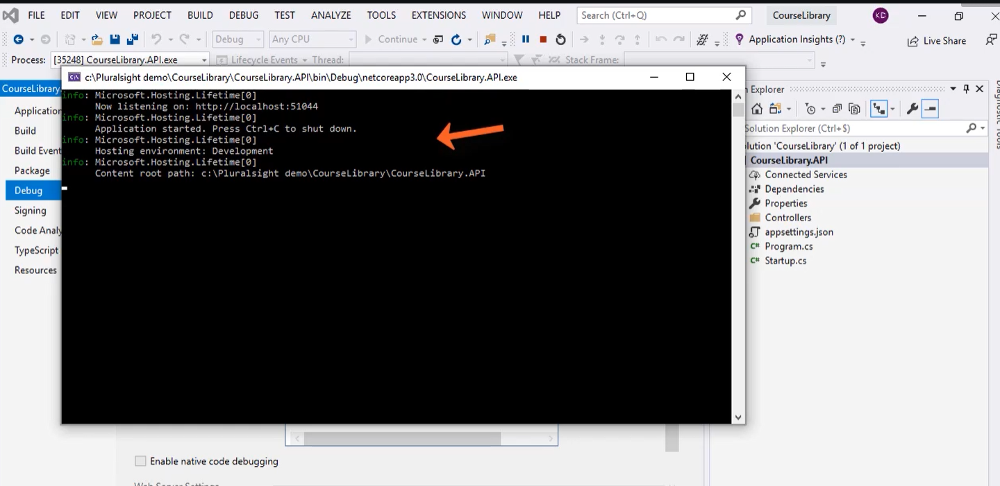 FILE EDIT VIEW PROJECT BUILD DEBUG TEST ANALYZE TOOLS EXTENSIONS WINDOW HELP Search (Ctrl+Q) CourseLibrary KD
Debug Any CPU Continue Application Insights (?) Live Share
Process: [35248] CourseLibrary.API.exe Lifecycle Events Thread: Stack Frame:
c:\Pluralsight demo\CourseLibrary\CourseLibrary.API\bin\Debug\netcoreapp3.0\CourseLibrary.API.exe
info: Microsoft.Hosting.Lifetime[0]
Now listening on: http://localhost:51044
info: Microsoft.Hosting.Lifetime[0]
Application started. Press Ctrl+C to shut down.
info: Microsoft.Hosting.Lifetime[0]
Hosting environment: Development
info: Microsoft.Hosting.Lifetime[0]
Content root path: c:\Pluralsight demo\CourseLibrary\CourseLibrary.API
CourseLibrary
Application
Build
Build Event
Package
Debug
Signing
Code Analy
TypeScript
Resources
Enable native code debugging
Web Server Settings
n Explorer
Solution Explorer (Ctrl+$)
lution 'CourseLibrary' (1 of 1 project)
CourseLibrary.API
Connected Services
Dependencies
Properties
Controllers
appsettings.json
C# Program.cs
C# Startup.cs
Diagnostic Tools